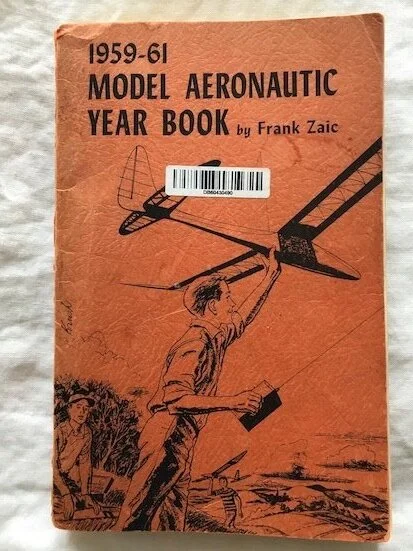 1959-61
MODEL AERONAUTIC
YEAR BOOK by Frank Zaic